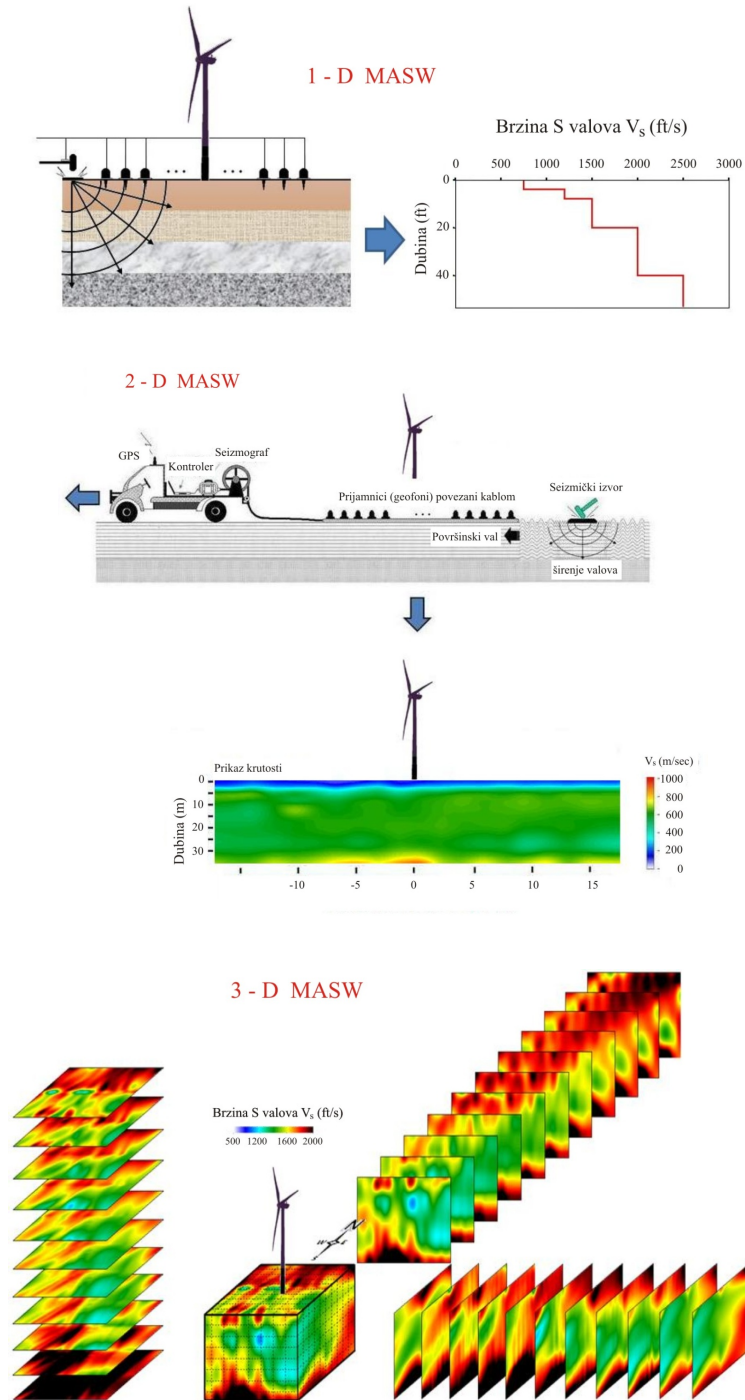 1 - D MASW
Brzina S valova Vs (ft/s)
0 500 1000 1500 2000 2500 3000
0
20
40
Dubina (ft)
2 - D MASW
GPS
Kontroler
Seizmograf
Prijamnici (geofoni) povezani kablom
Seizmički izvor
Površinski val
širenje valova
Prikaz krutosti
Vs (m/sec)
0
10
20
30
Dubina (m)
-10 -5 0 5 10 15
1000
800
600
400
200
0
3 - D MASW
Brzina S valova Vs (ft/s)
500 1200 1600 2000
N
W E
S